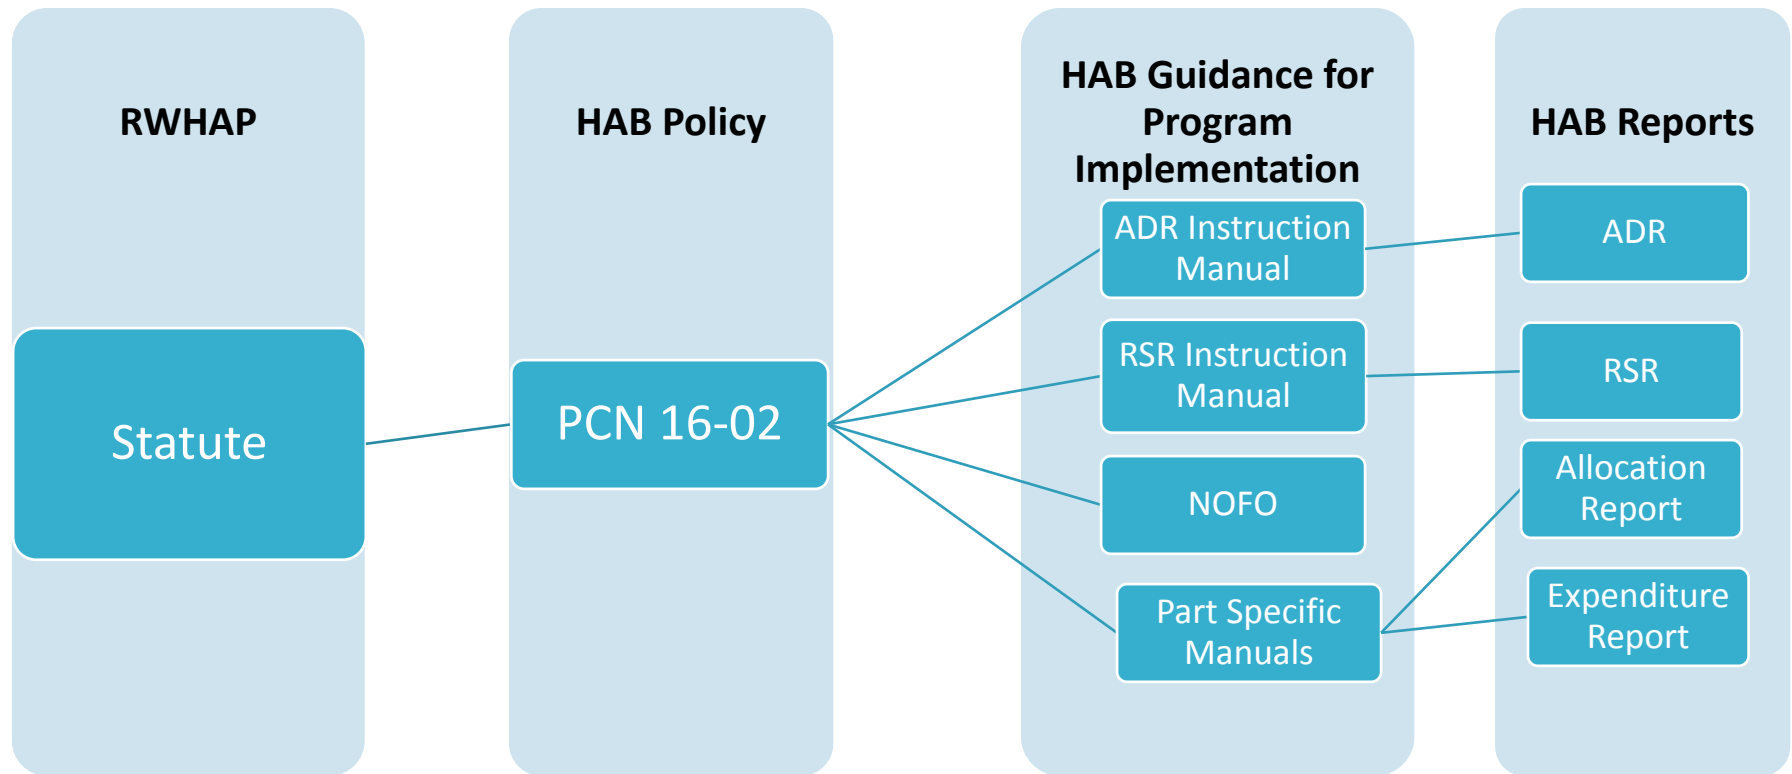 RWHAP
Statute
HAB Policy
PCN 16-02
HAB Guidance for
Program
Implementation
ADR Instruction
Manual
RSR Instruction
Manual
NOFO
Part Specific
Manuals
HAB Reports
ADR
RSR
Allocation
Report
Expenditure
Report